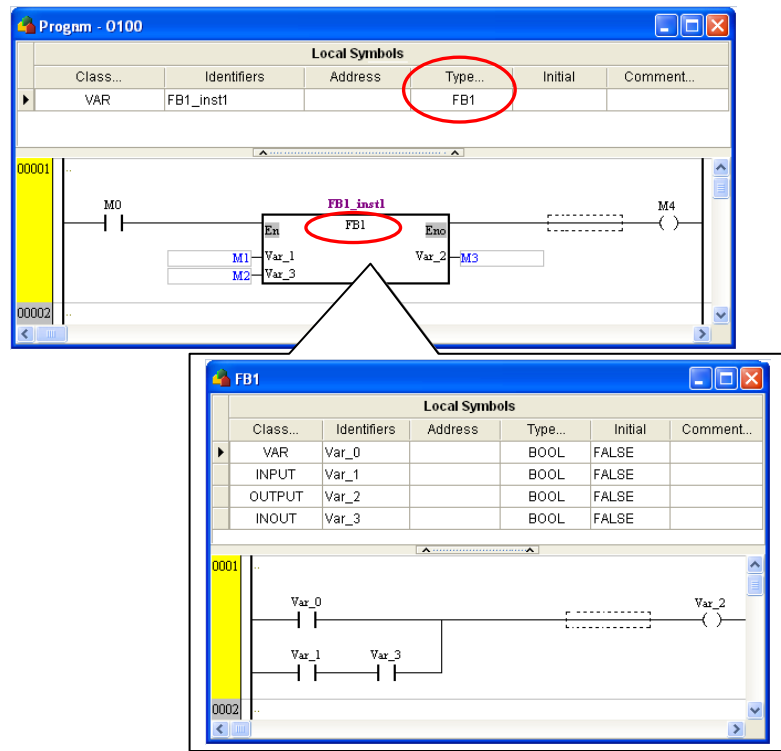 Prognm - 0100
Local Symbols
Class... Identifiers Address Type... Initial Comment...
VAR FB1_inst1 FB1
00001 ..
M0 FB1_inst1 M4
En FB1 Eno
M1 Var_1 Var_2 M3
M2 Var_3
00002 ..
FB1
Local Symbols
Class... Identifiers Address Type... Initial Comment...
VAR Var_0 BOOL FALSE
INPUT Var_1 BOOL FALSE
OUTPUT Var_2 BOOL FALSE
INOUT Var_3 BOOL FALSE
0001 ..
Var_0 Var_2
Var_1 Var_3
0002 ..